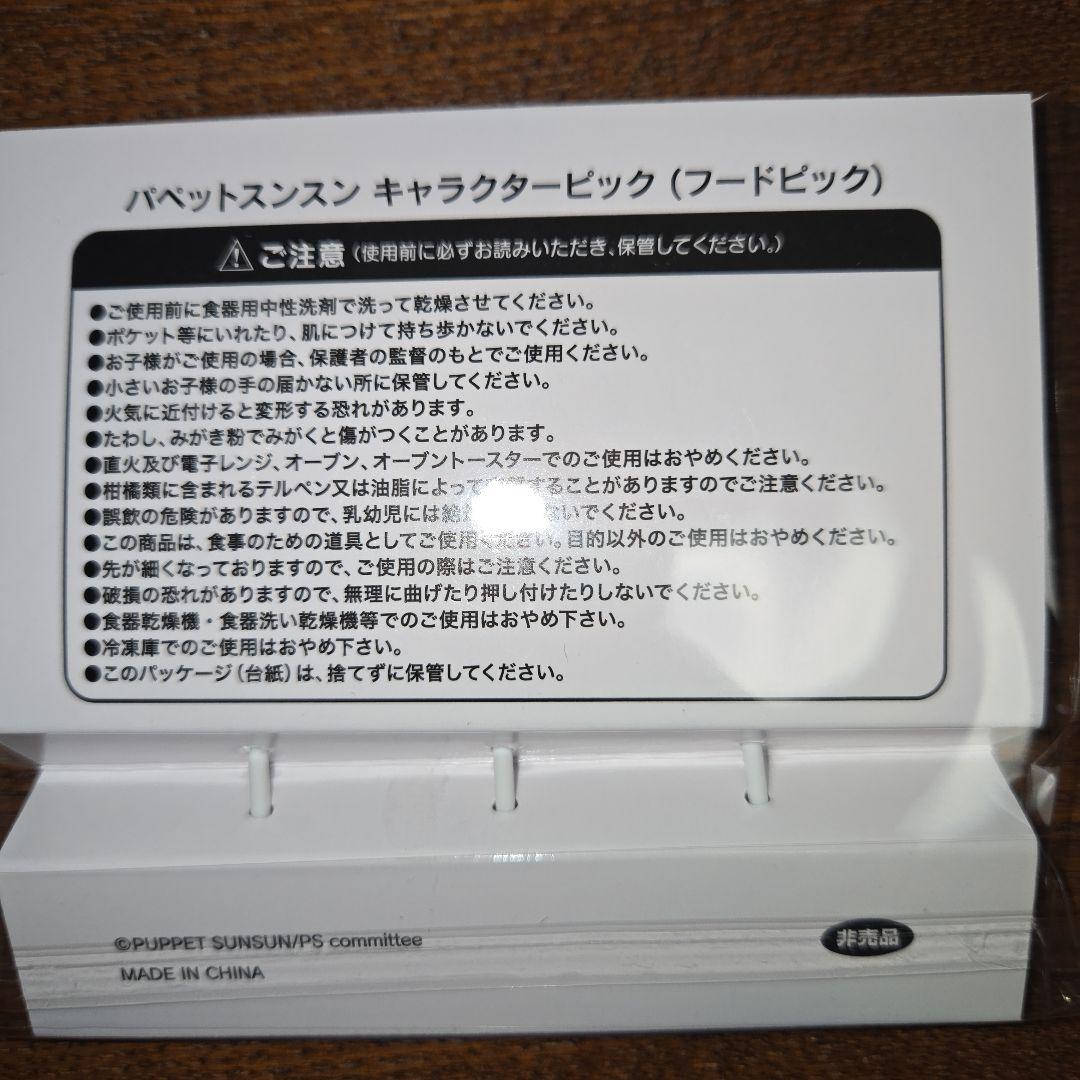 パペットスンスン キャラクターピック (フードピック)
ご注意 (使用前に必ずお読みいただき、保管してください。)
●ご使用前に食器用中性洗剤で洗って乾燥させてください。
●ポケット等にいれたり、肌につけて持ち歩かないでください。
●お子様がご使用の場合、保護者の監督のもとでご使用ください。
●小さいお子様の手の届かない所に保管してください。
●火気に近付けると変形する恐れがあります。
●たわし、みがき粉でみがくと傷がつくことがあります。
●直火及び電子レンジ、オーブン、オーブントースターでのご使用はおやめください。
●柑橘類に含まれるテルペン又は油脂によって することがありますのでご注意ください。
●誤飲の危険がありますので、乳幼児には ないでください。
●この商品は、食事のための道具としてご使用ください。目的以外のご使用はおやめください。
●先が細くなっておりますので、ご使用の際はご注意ください。
●破損の恐れがありますので、無理に曲げたり押し付けたりしないでください。
●食器乾燥機・食器洗い乾燥機等でのご使用はおやめ下さい。
●冷凍庫でのご使用はおやめ下さい。
●このパッケージ(台紙)は、捨てずに保管してください。
©PUPPET SUNSUN/PS committee
非売品
MADE IN CHINA